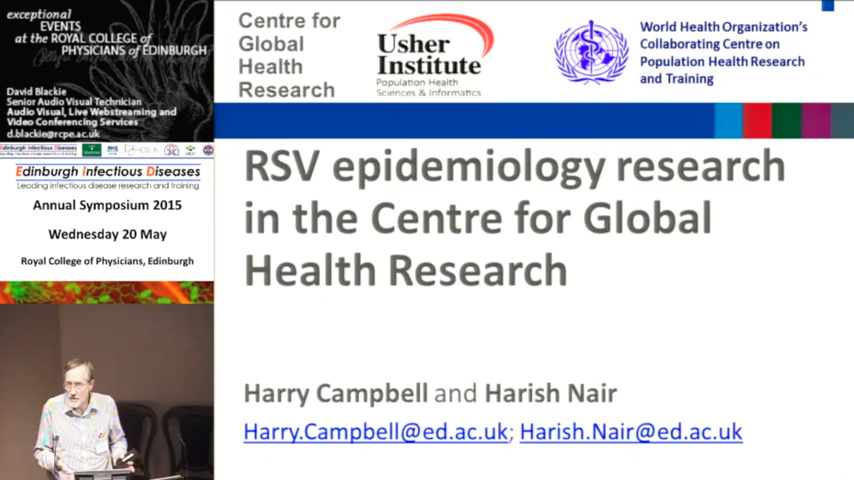 exceptional
EVENTS
at the ROYAL COLLEGE of
PHYSICIANS of EDINBURGH
David Blackie
Senior Audio Visual Technician
Audio Visual, Live Webstreaming and
Video Conferencing Services
d.blackie@rcpe.ac.uk
Edinburgh Infectious Diseases
Leading infectious disease research and training
Annual Symposium 2015
Wednesday 20 May
Royal College of Physicians, Edinburgh
Centre for
Global
Health
Research
Usher
Institute
Population Health
Sciences & Informatics
World Health Organization's
Collaborating Centre on
Population Health Research
and Training
RSV epidemiology research
in the Centre for Global
Health Research
Harry Campbell and Harish Nair
Harry.Campbell@ed.ac.uk; Harish.Nair@ed.ac.uk